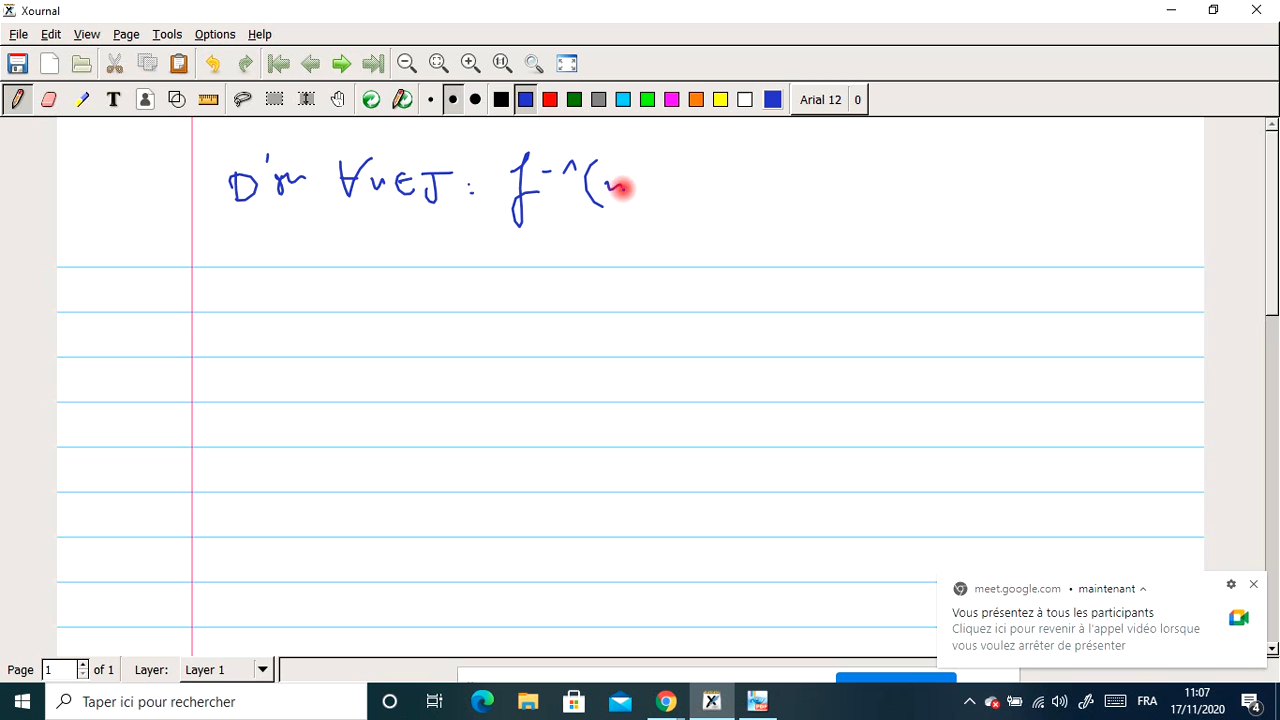 Xournal
File Edit View Page Tools Options Help
Arial 12 0
D'où ∀x∈J : f⁻¹(x
meet.google.com • maintenant
Vous présentez à tous les participants
Cliquez ici pour revenir à l'appel vidéo lorsque
vous voulez arrêter de présenter
Page 1 of 1 Layer: Layer 1
Taper ici pour rechercher
FRA
11:07
17/11/2020
4